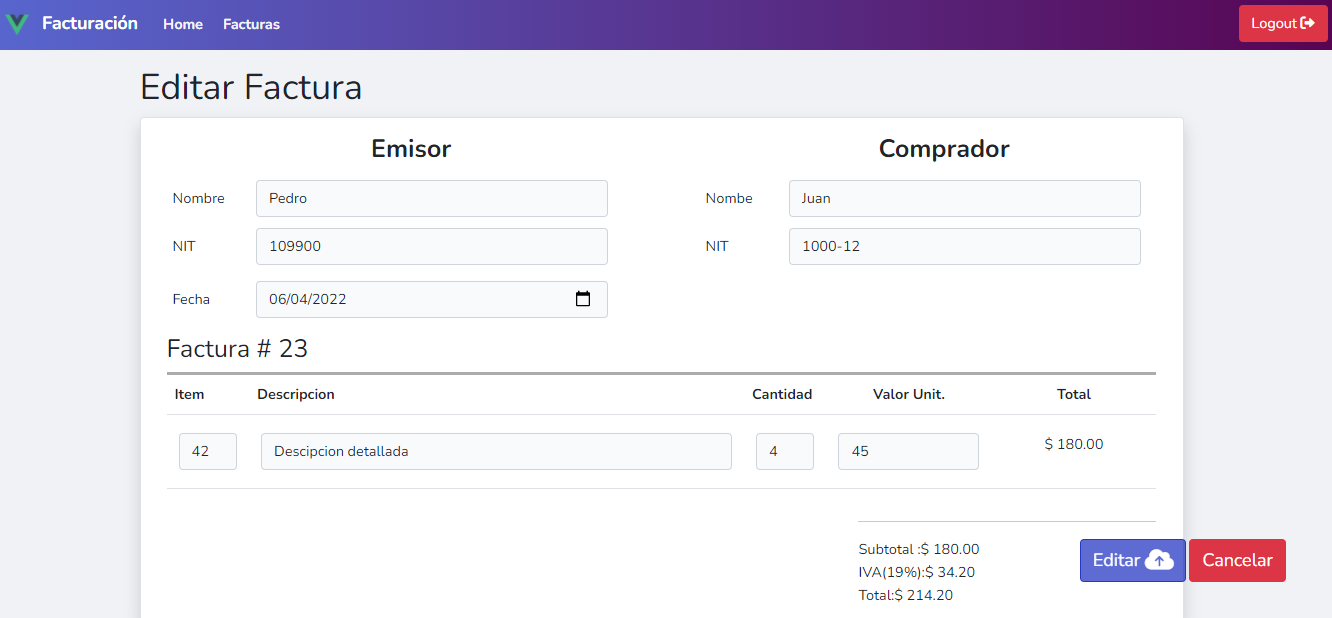 Facturación Home Facturas Logout
Editar Factura
Emisor Comprador
Nombre Pedro Nombe Juan
NIT 109900 NIT 1000-12
Fecha 06/04/2022
Factura # 23
Item Descripcion Cantidad Valor Unit. Total
42 Descipcion detallada 4 45 $ 180.00
Subtotal :$ 180.00
IVA(19%):$ 34.20
Total:$ 214.20
Editar Cancelar